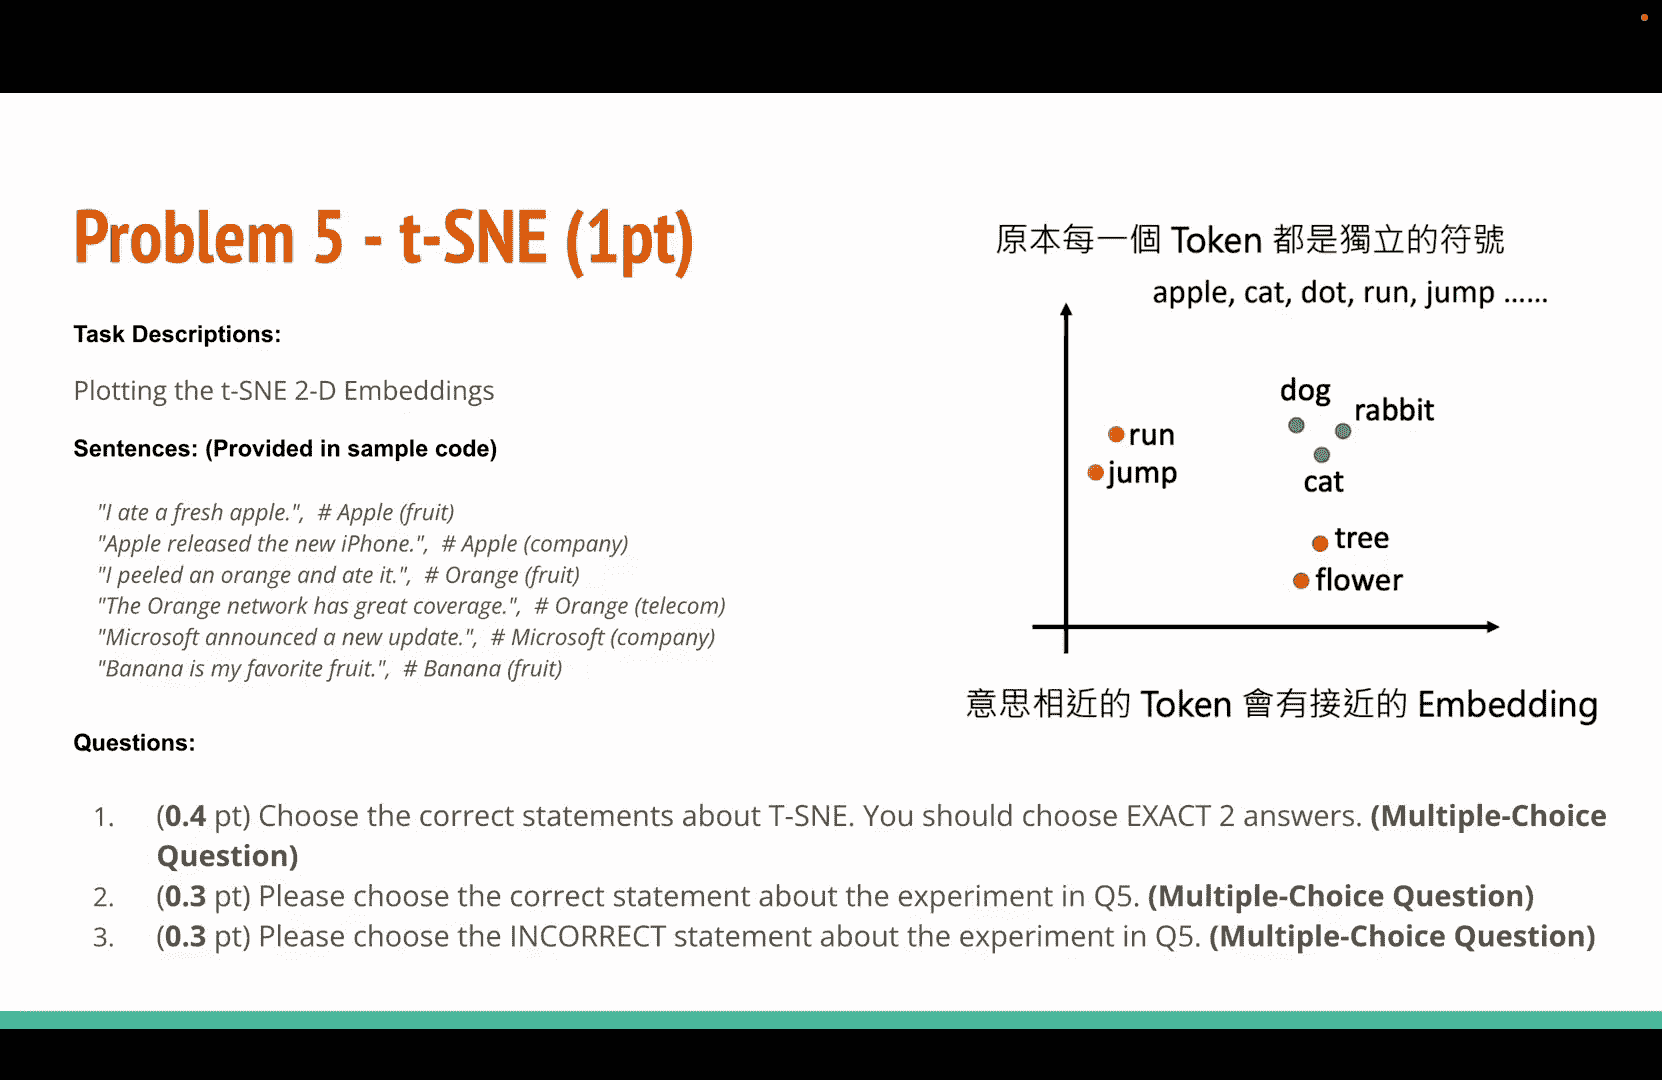 Problem 5 - t-SNE (1pt)
Task Descriptions:
Plotting the t-SNE 2-D Embeddings
Sentences: (Provided in sample code)
"I ate a fresh apple.", # Apple (fruit)
"Apple released the new iPhone.", # Apple (company)
"I peeled an orange and ate it.", # Orange (fruit)
"The Orange network has great coverage.", # Orange (telecom)
"Microsoft announced a new update.", # Microsoft (company)
"Banana is my favorite fruit.", # Banana (fruit)
原本每一個 Token 都是獨立的符號
apple, cat, dot, run, jump ......
dog
rabbit
run
cat
jump
tree
flower
意思相近的 Token 會有接近的 Embedding
Questions:
1. (0.4 pt) Choose the correct statements about T-SNE. You should choose EXACT 2 answers. (Multiple-Choice
Question)
2. (0.3 pt) Please choose the correct statement about the experiment in Q5. (Multiple-Choice Question)
3. (0.3 pt) Please choose the INCORRECT statement about the experiment in Q5. (Multiple-Choice Question)